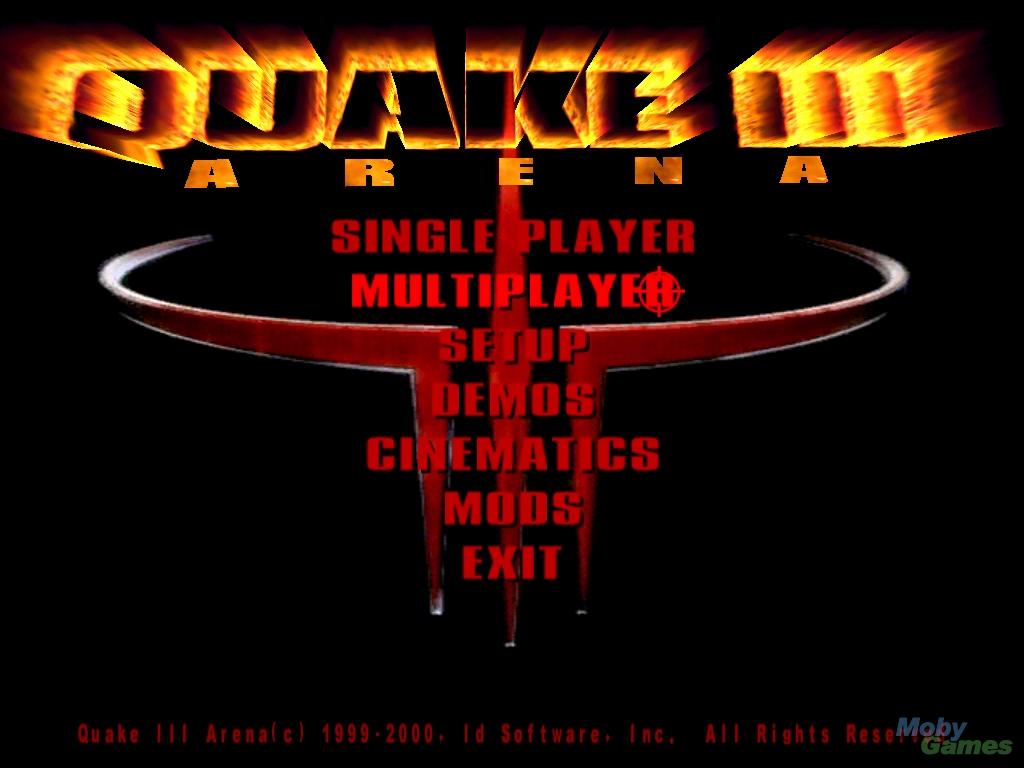 QUAKE III
ARENA
SINGLE PLAYER
MULTIPLAYER
SETUP
DEMOS
CINEMATICS
MODS
EXIT
Quake III Arena(c) 1999-2000, Id Software, Inc. All Rights
Moby
Games